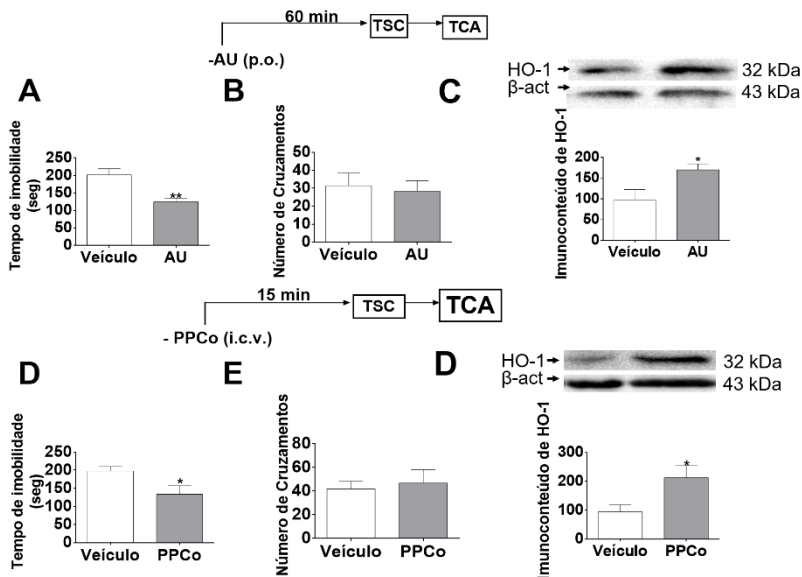 60 min
TSC
TCA
-AU (p.o.)
A
B
C
HO-1
32 kDa
β-act
43 kDa
Tempo de imobilidade
(seg)
250
200
150
100
50
0
**
Veículo AU
Número de Cruzamentos
50
40
30
20
10
0
Veículo AU
Imunoconteúdo de HO-1
200
150
100
100
0
*
Veículo AU
15 min
TSC
TCA
- PPCo (i.c.v.)
D
E
D
HO-1
32 kDa
β-act
43 kDa
Tempo de imobilidade
(seg)
250
200
150
100
50
0
*
Veículo PPCo
Número de Cruzamentos
80
60
40
20
0
Veículo PPCo
Imunoconteúdo de HO-1
300
200
100
0
*
Veículo PPCo